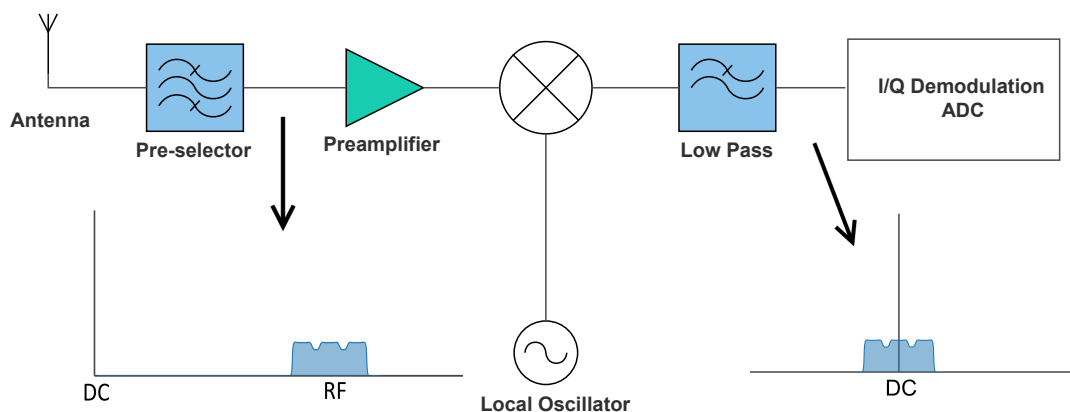 Antenna
Pre-selector
Preamplifier
Low Pass
I/Q Demodulation
ADC
DC
RF
Local Oscillator
DC